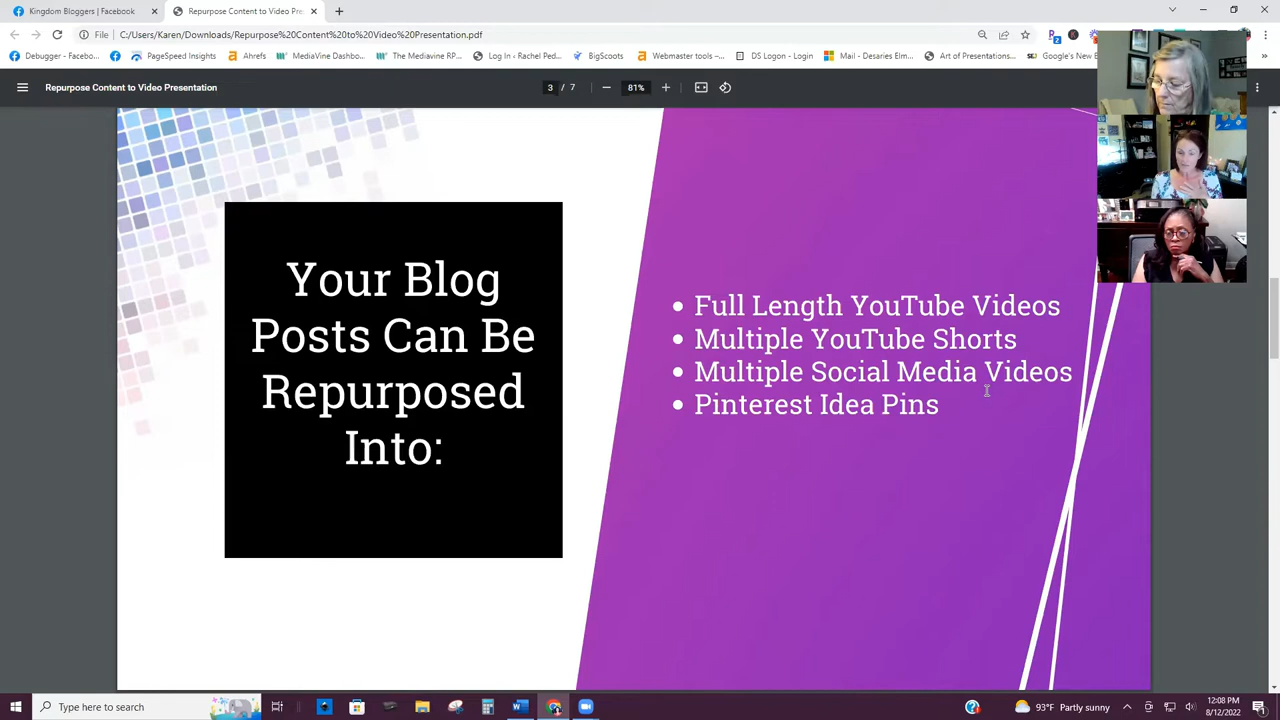 Kingdom Bloggers | Facebook
Repurpose Content to Video Pre
File
C:/Users/Karen/Downloads/Repurpose%20Content%20to%20Video%20Presentation.pdf
Debugger - Facebo...
PageSpeed Insights
Ahrefs
MediaVine Dashbo...
The Mediavine RP...
Log In ‹ Rachel Ped...
BigScoots
Webmaster tools –...
DS Logon - Login
Mail - Desaries Elm...
Art of Presentations...
Google's New
Repurpose Content to Video Presentation
3 / 7
81%
Your Blog
Posts Can Be
Repurposed
Into:
• Full Length YouTube Videos
• Multiple YouTube Shorts
• Multiple Social Media Videos
• Pinterest Idea Pins
Type here to search
93°F Partly sunny
12:08 PM
8/12/2022